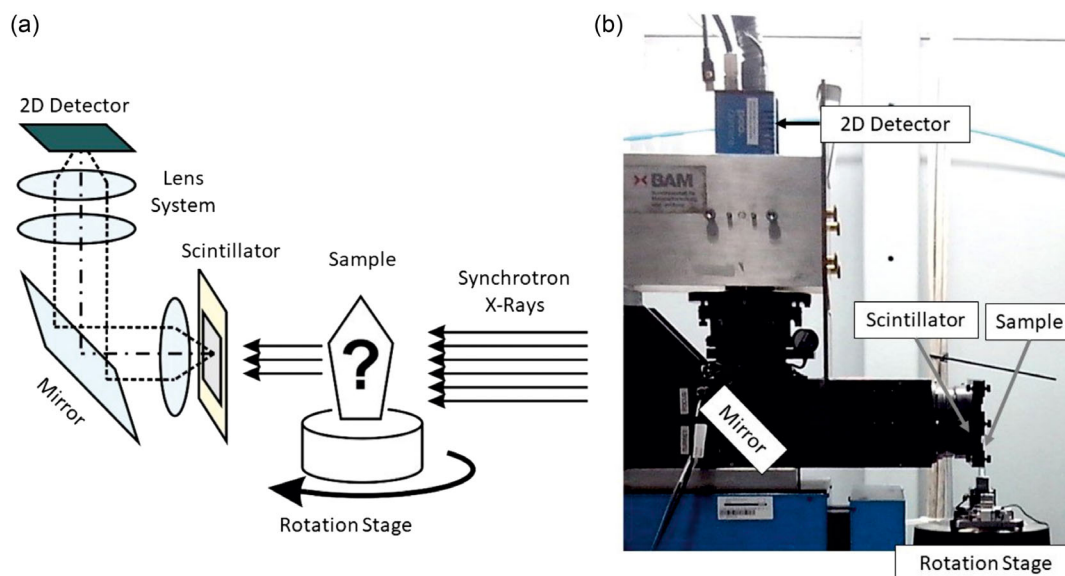 (a)
2D Detector
Lens
System
Scintillator
Sample
Synchrotron
X-Rays
?
Mirror
Rotation Stage
(b)
2D Detector
BAM
Scintillator
Sample
Mirror
Rotation Stage